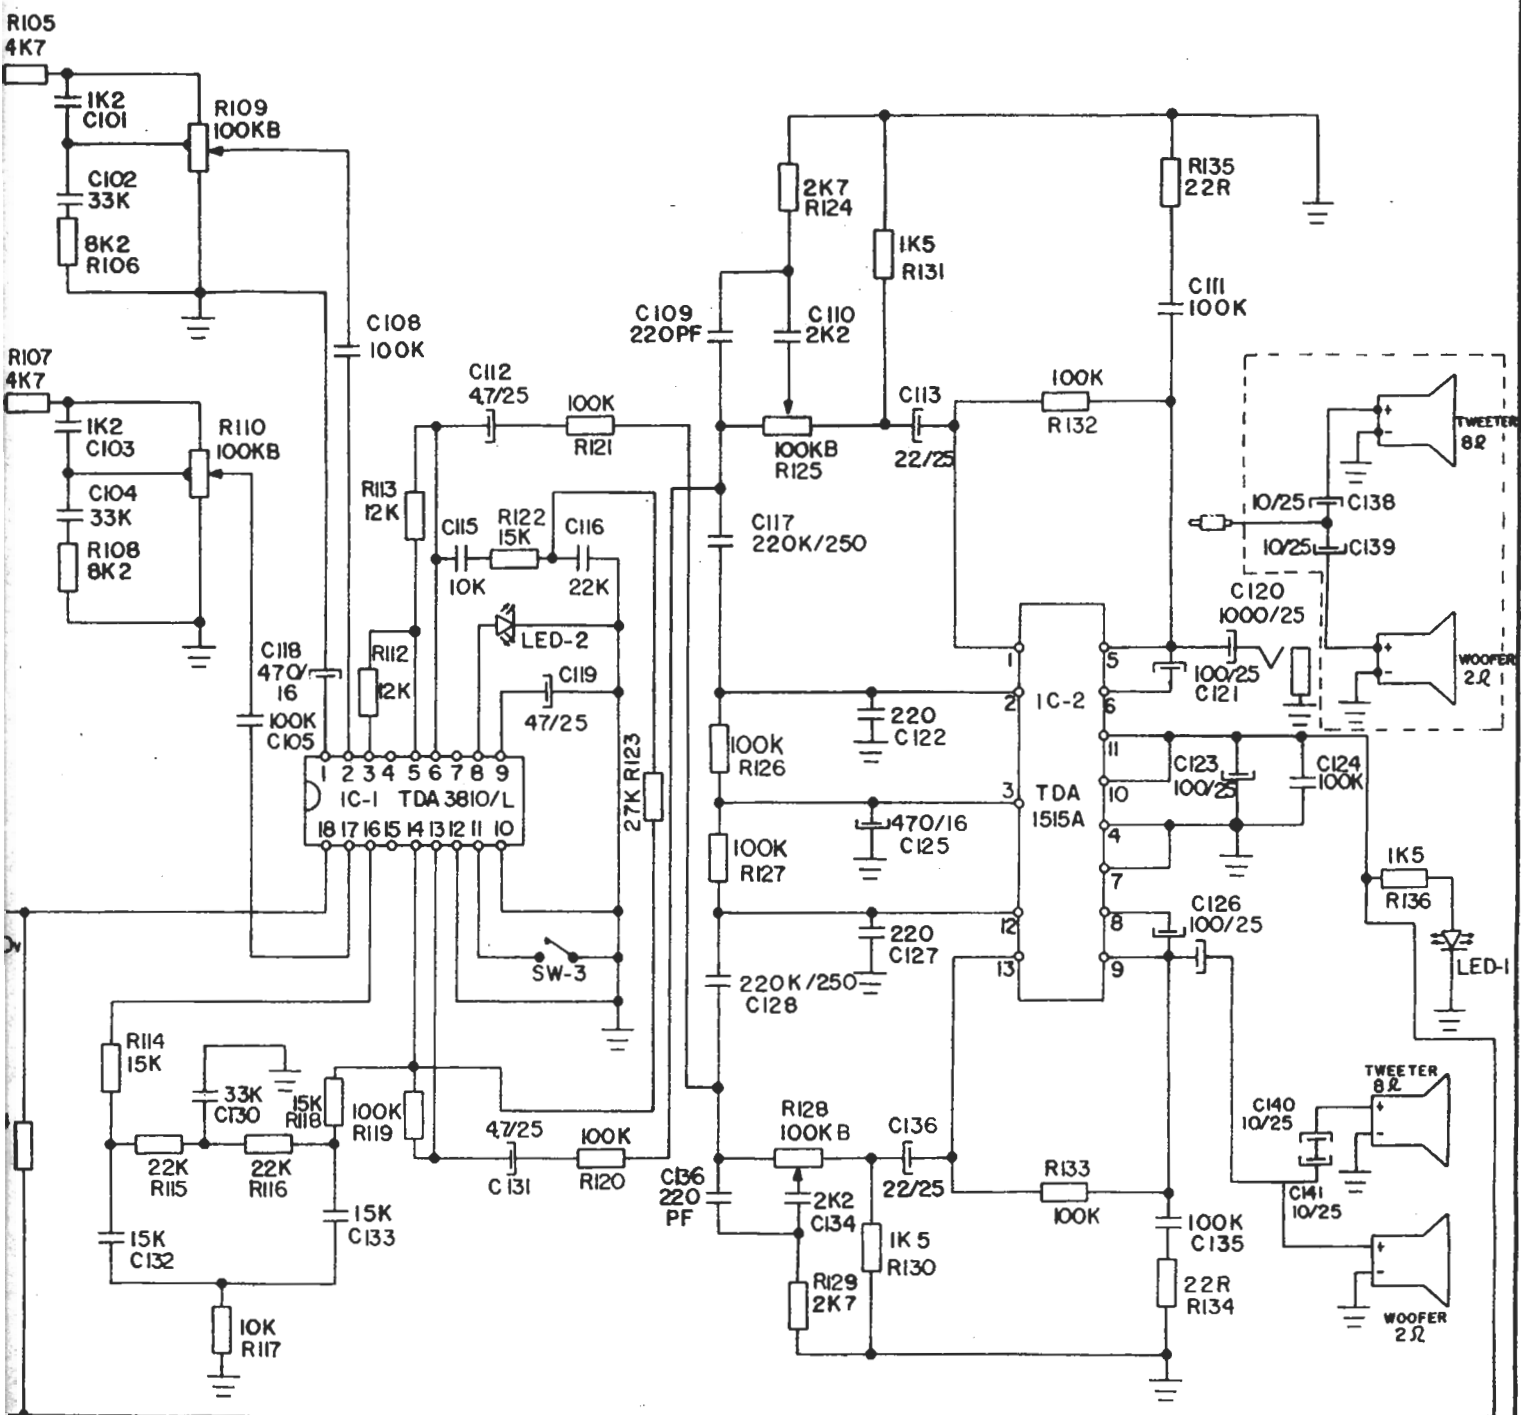 R105
4K7
1K2
C101
R109
100KB
C102
33K
8K2
R106
R107
4K7
1K2
C103
R110
100KB
C104
33K
R108
8K2
C108
100K
C118
470/
16
100K
C105
R113
12K
R112
12K
C112
4,7/25
100K
R121
C115
10K
R122
15K
C116
22K
LED-2
C119
47/25
27K R123
1 2 3 4 5 6 7 8 9
IC-1 TDA 3810/L
18 17 16 15 14 13 12 11 10
SW-3
R114
15K
33K
C130
15K
R118
100K
R119
22K
R115
22K
R116
15K
C132
15K
C133
10K
R117
4,7/25
C131
100K
R120
2K7
R124
1K5
R131
C109
220PF
C110
2K2
100KB
R125
C113
22/25
100K
R132
R135
22R
C111
100K
C117
220K/250
220
C122
100K
R126
470/16
C125
100K
R127
220
C127
220K/250
C128
1
2
3
12
13
IC-2
TDA
1515A
5
6
11
10
4
7
8
9
C120
1000/25
100/25
C121
C123
100/25
C124
100K
C126
100/25
1K5
R136
LED-1
10/25
C138
10/25
C139
+
-
TWEETER
8Ω
+
-
WOOFER
2Ω
R128
100KB
C136
22/25
C136
220
PF
2K2
C134
1K5
R130
R129
2K7
R133
100K
100K
C135
22R
R134
TWEETER
8Ω
C140
10/25
+
-
C141
10/25
+
-
WOOFER
2Ω